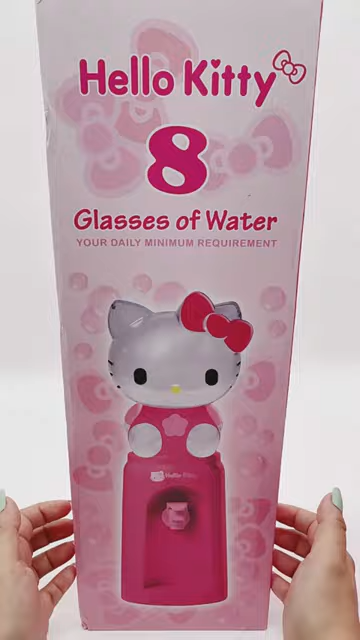 Hello Kitty
8
Glasses of Water
YOUR DAILY MINIMUM REQUIREMENT
Hello Kitty